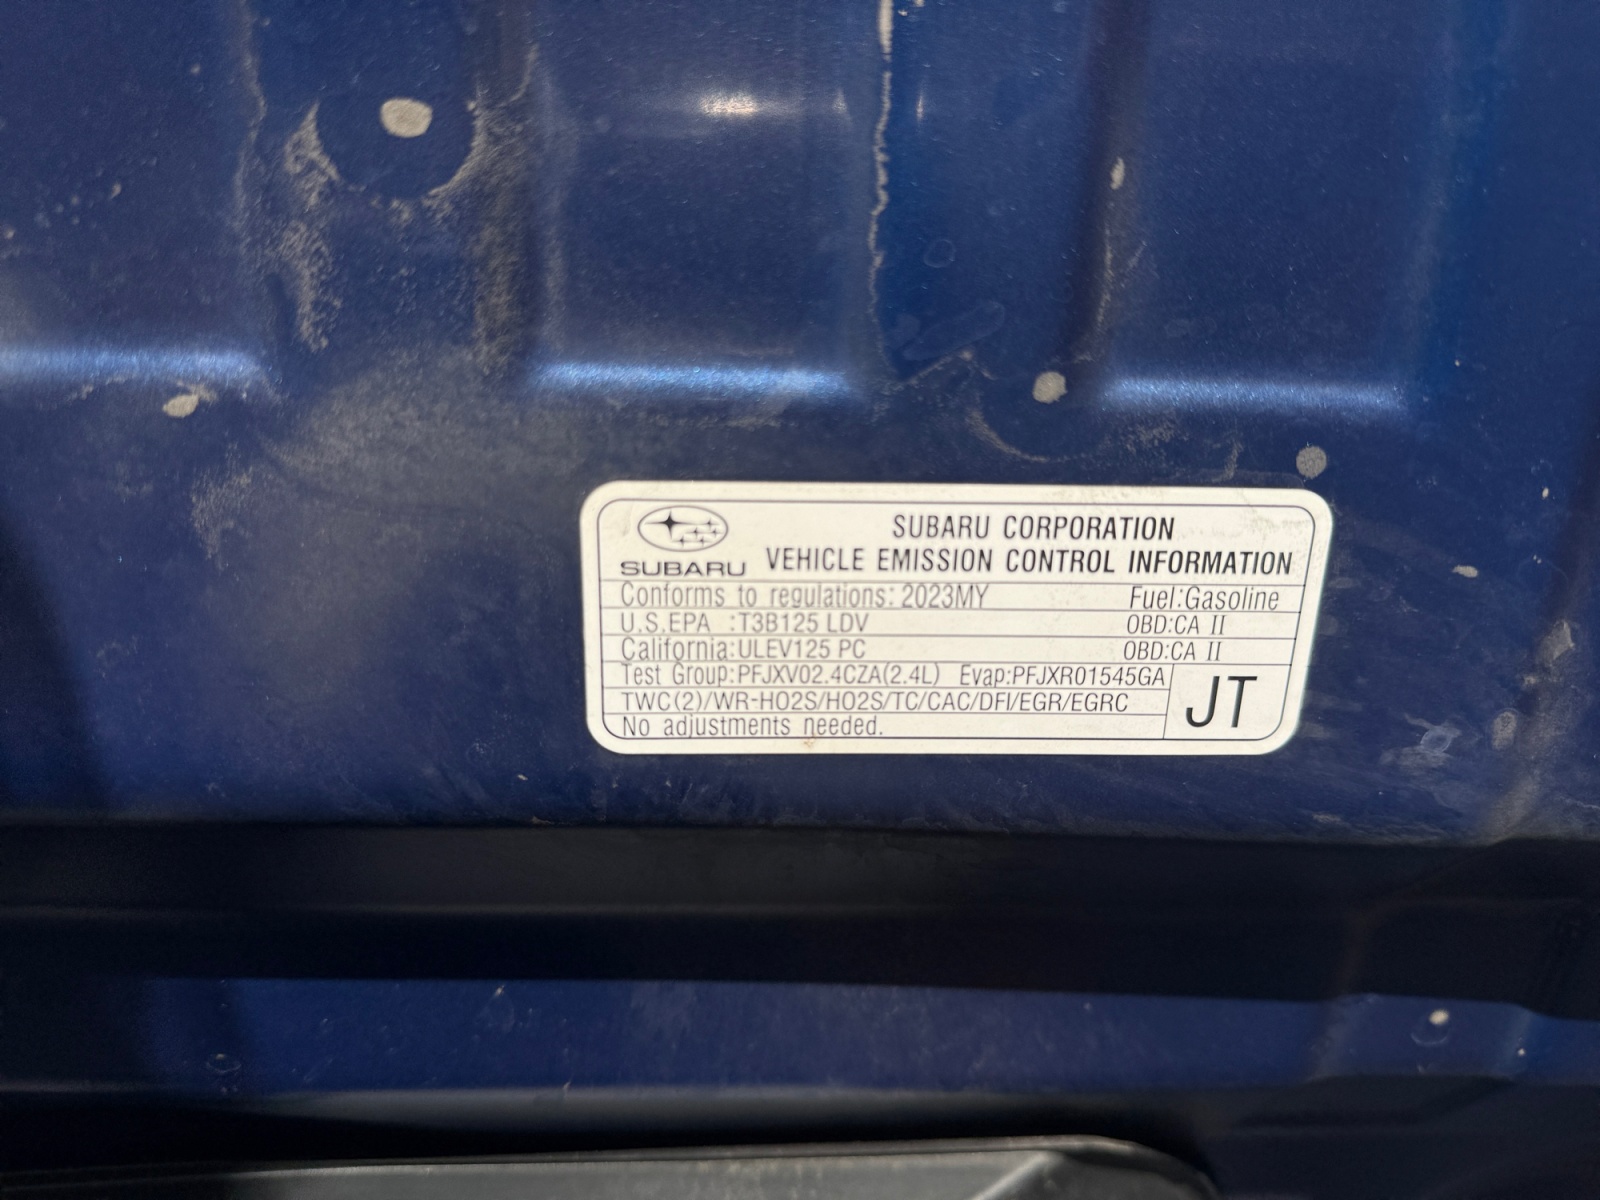 SUBARU
SUBARU CORPORATION
VEHICLE EMISSION CONTROL INFORMATION
Conforms to regulations: 2023MY Fuel:Gasoline
U.S.EPA :T3B125 LDV OBD:CA II
California:ULEV125 PC OBD:CA II
Test Group:PFJXV02.4CZA(2.4L) Evap:PFJXR01545GA
TWC(2)/WR-HO2S/HO2S/TC/CAC/DFI/EGR/EGRC
No adjustments needed.
JT